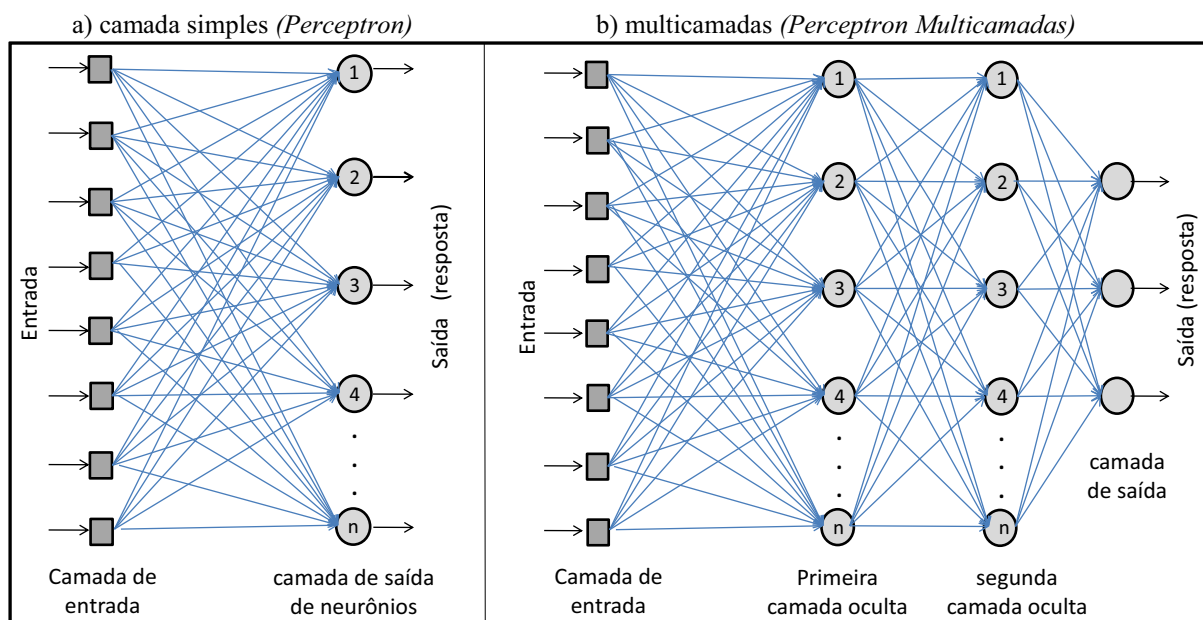 a) camada simples (Perceptron)
Entrada
1
2
3
4
n
Saída (resposta)
Camada de
entrada
camada de saída
de neurônios
b) multicamadas (Perceptron Multicamadas)
Entrada
1
2
3
4
n
1
2
3
4
n
camada
de saída
Saída (resposta)
Camada de
entrada
Primeira
camada oculta
segunda
camada oculta